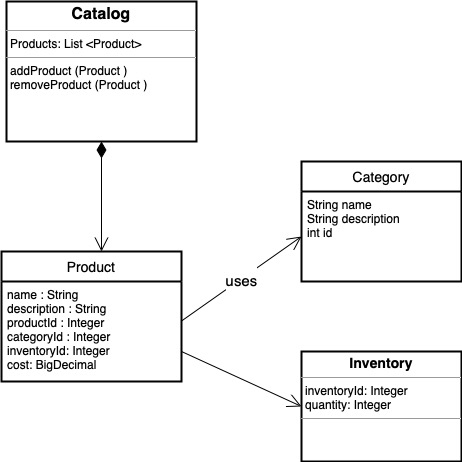 Catalog
Products: List <Product>
addProduct (Product )
removeProduct (Product )
Category
String name
String description
int id
uses
Product
name : String
description : String
productId : Integer
categoryId : Integer
inventoryId: Integer
cost: BigDecimal
Inventory
inventoryId: Integer
quantity: Integer